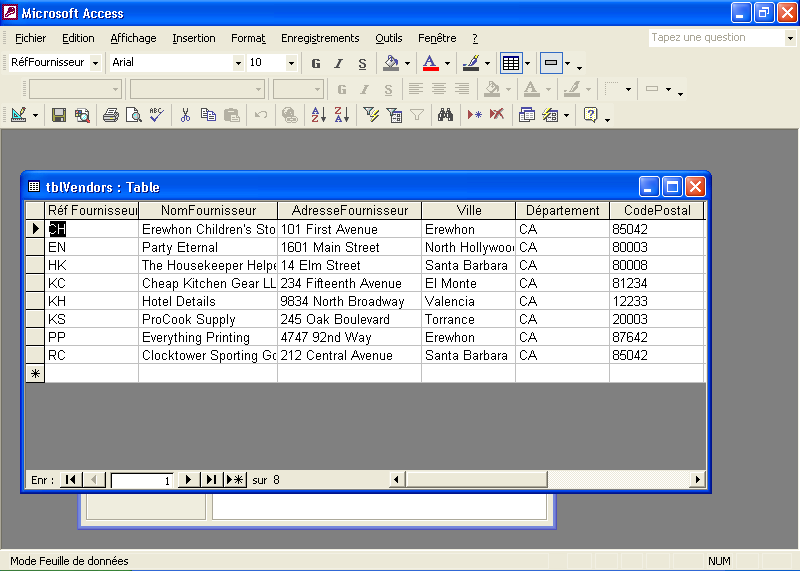 Microsoft Access
Fichier Edition Affichage Insertion Format Enregistrements Outils Fenêtre ? Tapez une question
RéfFournisseur Arial 10 G I S
G I S
tblVendors : Table
Réf Fournisseu NomFournisseur AdresseFournisseur Ville Département CodePostal
CH Erewhon Children's Sto 101 First Avenue Erewhon CA 85042
EN Party Eternal 1601 Main Street North Hollywoo CA 80003
HK The Housekeeper Helpe 14 Elm Street Santa Barbara CA 80008
KC Cheap Kitchen Gear LL 234 Fifteenth Avenue El Monte CA 81234
KH Hotel Details 9834 North Broadway Valencia CA 12233
KS ProCook Supply 245 Oak Boulevard Torrance CA 20003
PP Everything Printing 4747 92nd Way Erewhon CA 87642
RC Clocktower Sporting Go 212 Central Avenue Santa Barbara CA 85042
Enr : 1 sur 8
Mode Feuille de données NUM